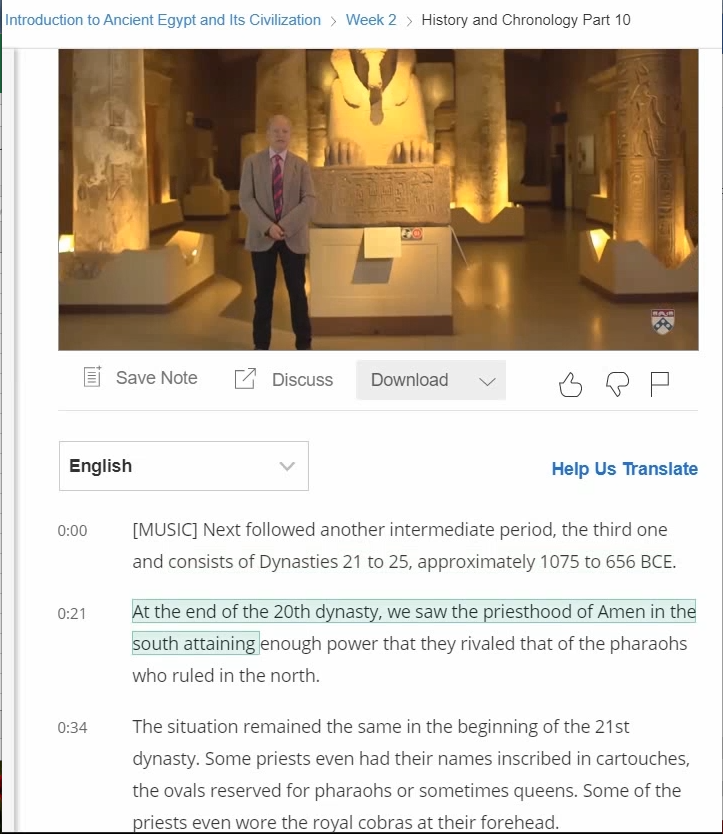 Introduction to Ancient Egypt and Its Civilization > Week 2 > History and Chronology Part 10
Save Note
Discuss
Download
English
Help Us Translate
0:00 [MUSIC] Next followed another intermediate period, the third one
and consists of Dynasties 21 to 25, approximately 1075 to 656 BCE.
0:21 At the end of the 20th dynasty, we saw the priesthood of Amen in the
south attaining enough power that they rivaled that of the pharaohs
who ruled in the north.
0:34 The situation remained the same in the beginning of the 21st
dynasty. Some priests even had their names inscribed in cartouches,
the ovals reserved for pharaohs or sometimes queens. Some of the
priests even wore the royal cobras at their forehead.